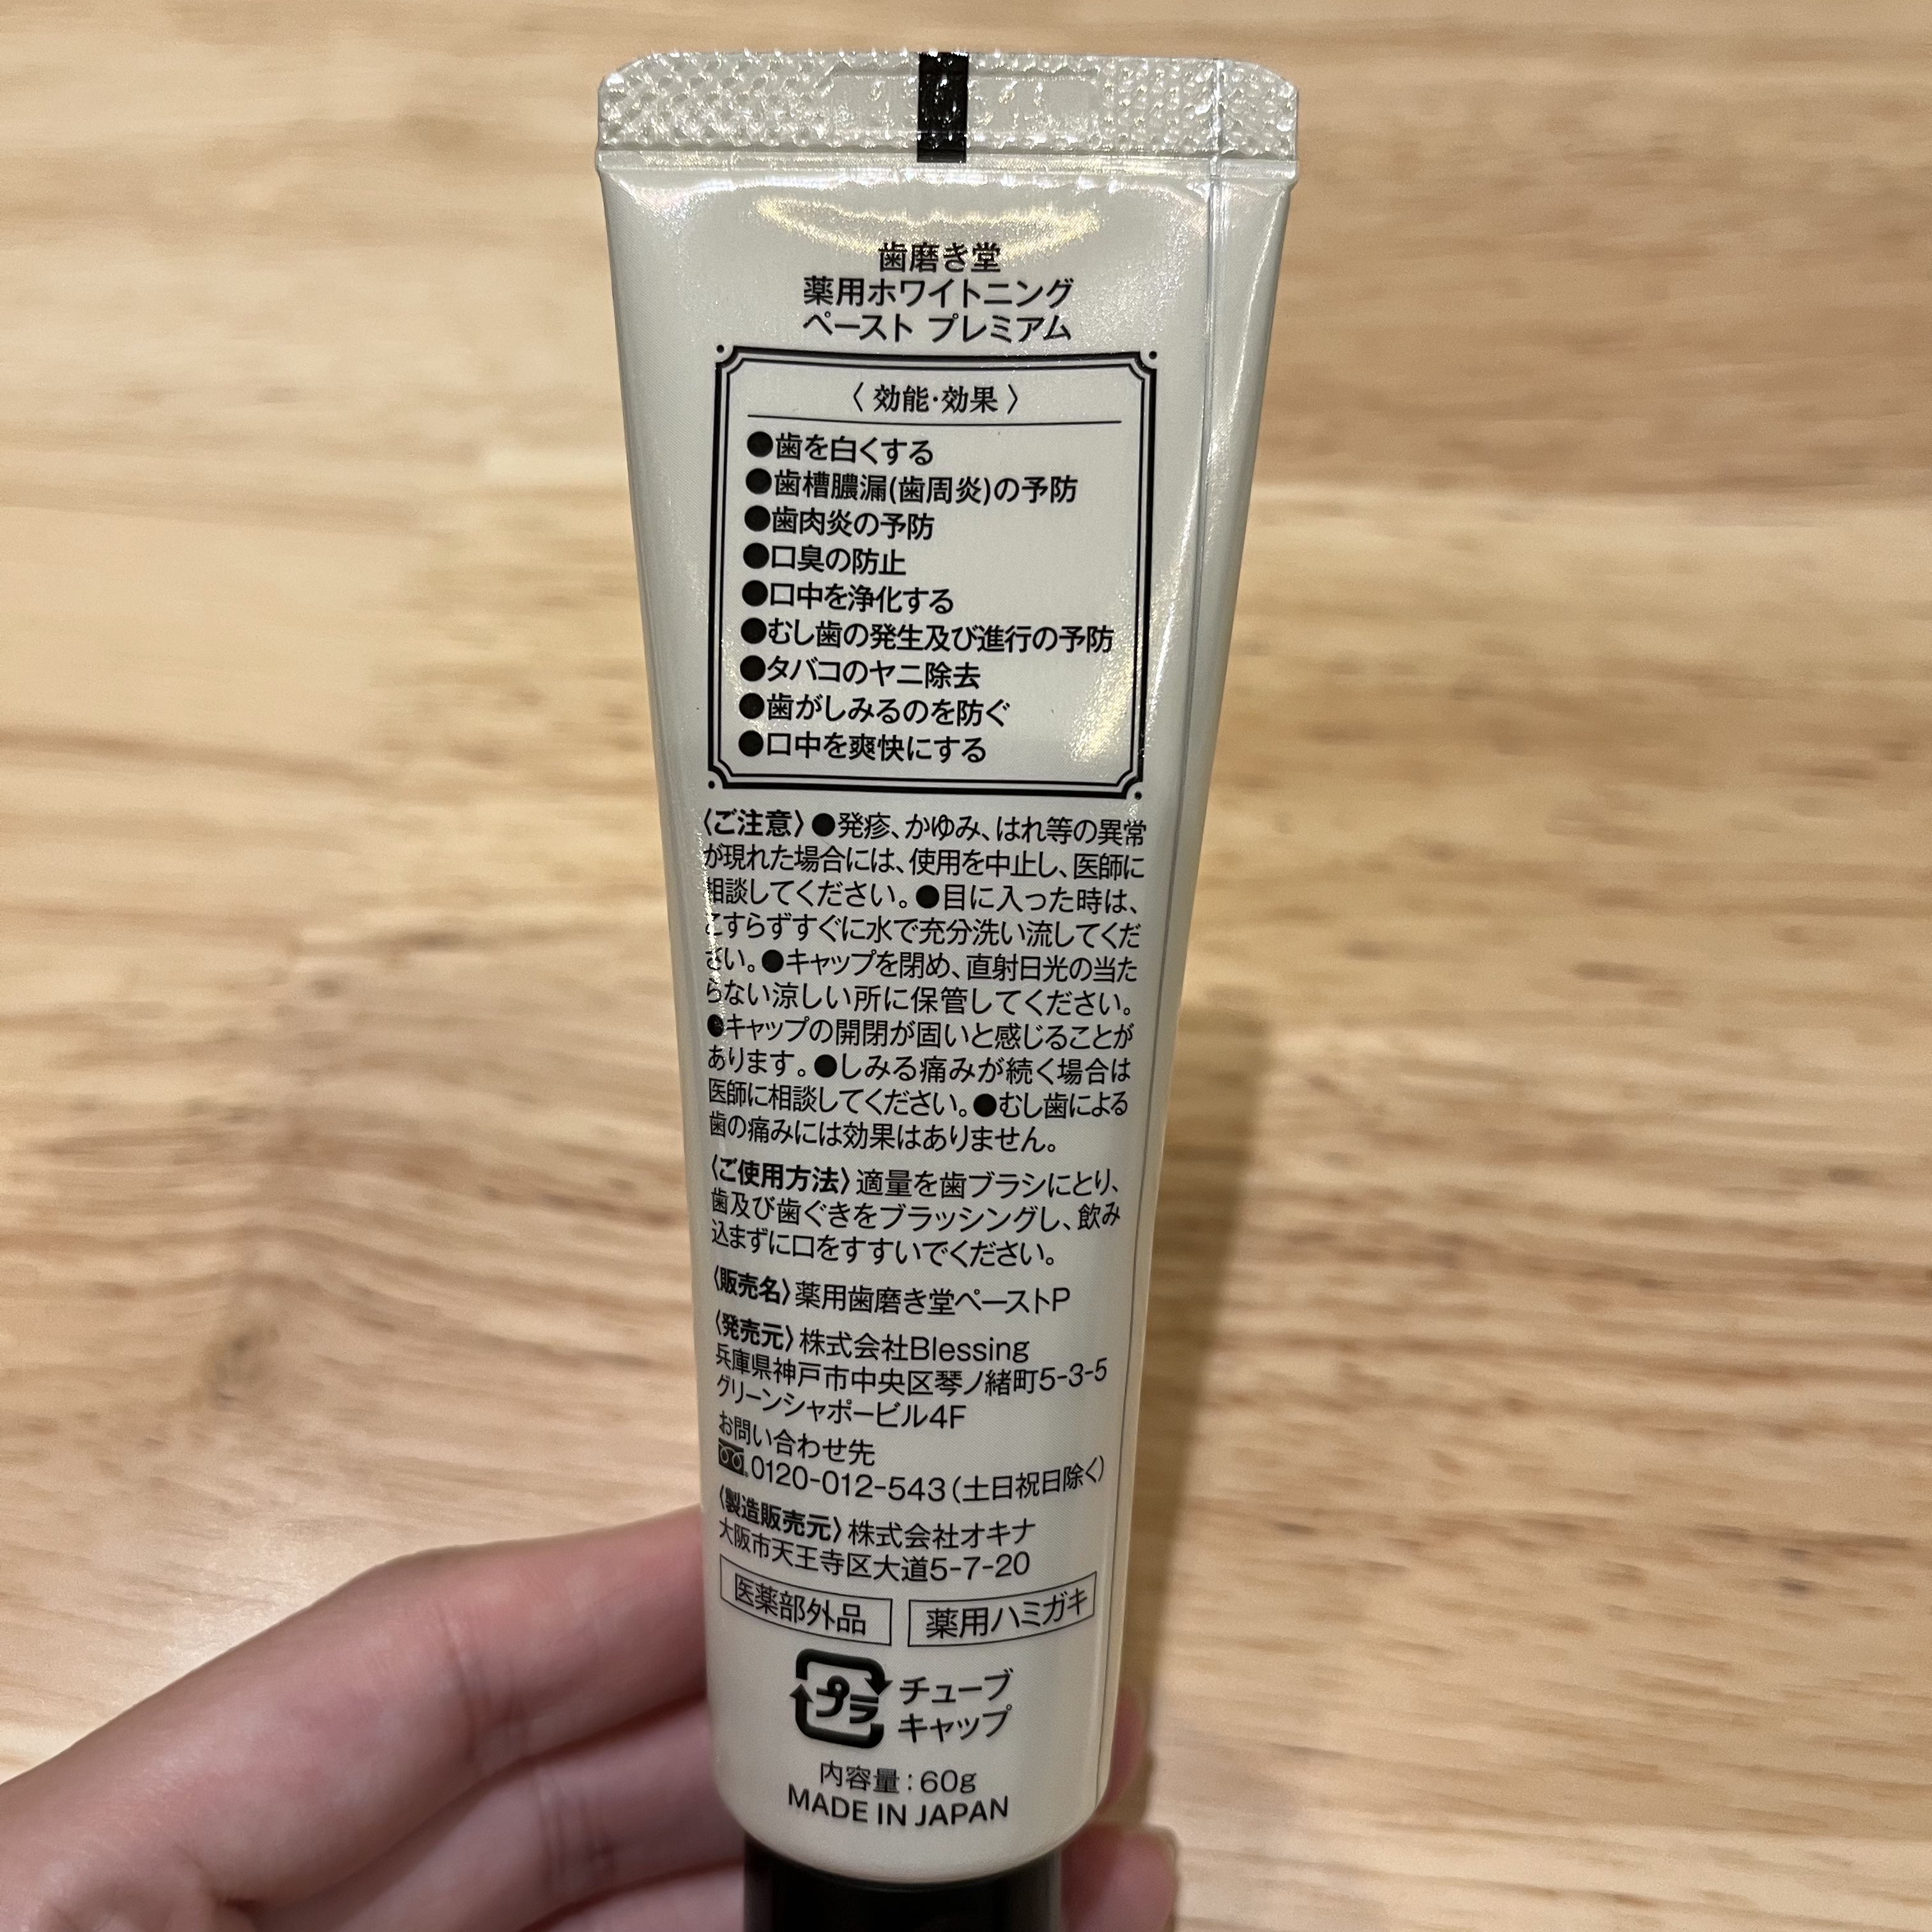 歯磨き堂
薬用ホワイトニング
ペースト プレミアム
〈 効能・効果 〉
●歯を白くする
●歯槽膿漏(歯周炎)の予防
●歯肉炎の予防
●口臭の防止
●口中を浄化する
●むし歯の発生及び進行の予防
●タバコのヤニ除去
●歯がしみるのを防ぐ
●口中を爽快にする
〈ご注意〉●発疹、かゆみ、はれ等の異常
が現れた場合には、使用を中止し、医師に
相談してください。●目に入った時は、
こすらずすぐに水で充分洗い流してくだ
さい。●キャップを閉め、直射日光の当た
らない涼しい所に保管してください。
●キャップの開閉が固いと感じることが
あります。●しみる痛みが続く場合は
医師に相談してください。●むし歯による
歯の痛みには効果はありません。
〈ご使用方法〉適量を歯ブラシにとり、
歯及び歯ぐきをブラッシングし、飲み
込まずに口をすすいでください。
〈販売名〉薬用歯磨き堂ペーストP
〈発売元〉株式会社Blessing
兵庫県神戸市中央区琴ノ緒町5-3-5
グリーンシャポービル4F
お問い合わせ先
0120-012-543(土日祝日除く)
〈製造販売元〉株式会社オキナ
大阪市天王寺区大道5-7-20
医薬部外品 薬用ハミガキ
プラ チューブ
キャップ
内容量:60g
MADE IN JAPAN